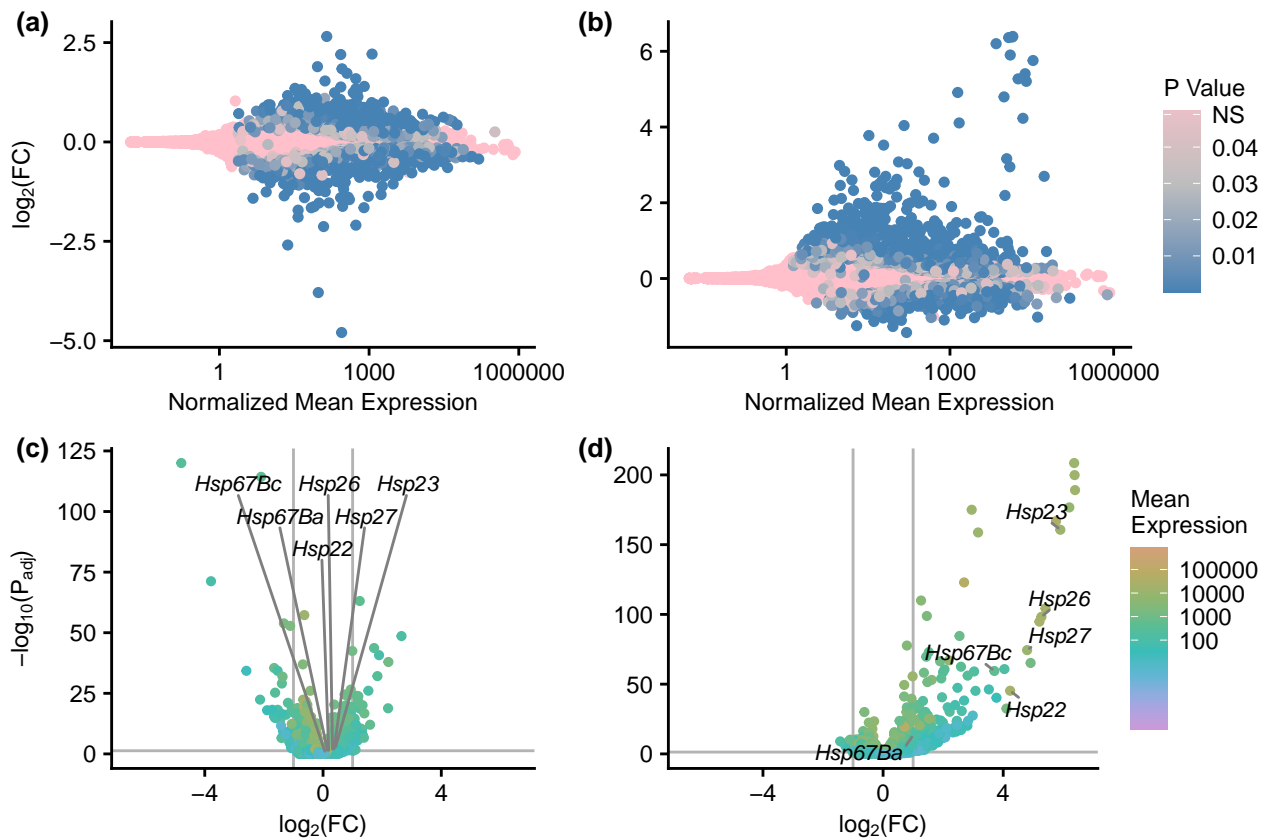 (a)
2.5
0.0
−2.5
−5.0
log2(FC)
1
1000
1000000
Normalized Mean Expression
(b)
6
4
2
0
1
1000
1000000
Normalized Mean Expression
P Value
NS
0.04
0.03
0.02
0.01
(c)
125
100
75
50
25
0
−log10(Padj)
Hsp67Bc
Hsp26
Hsp23
Hsp67Ba
Hsp27
Hsp22
−4
0
4
log2(FC)
(d)
200
150
100
50
0
Hsp23
Hsp26
Hsp27
Hsp67Bc
Hsp22
Hsp67Ba
−4
0
4
log2(FC)
Mean
Expression
100000
10000
1000
100